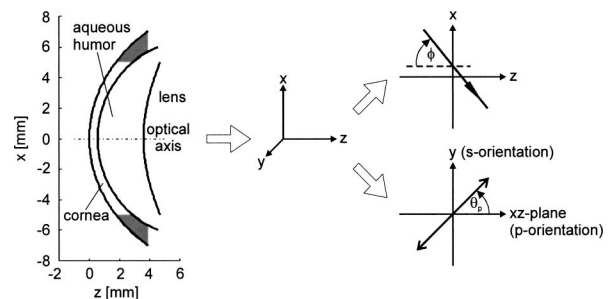 8
6
4
2
0
-2
-4
-6
-8
x [mm]
-2 0 2 4 6
z [mm]
aqueous
humor
lens
optical
axis
cornea
x
y
z
x
z
ϕ
y (s-orientation)
θp
xz-plane
(p-orientation)